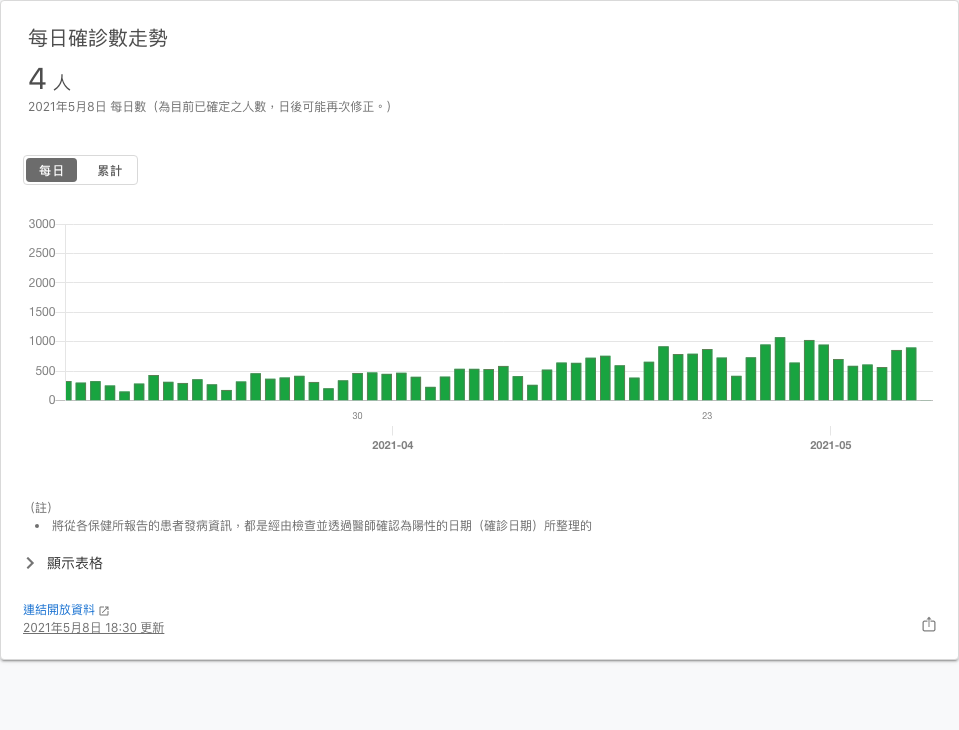 每日確診數走勢
4 人
2021年5月8日 每日數（為目前已確定之人數，日後可能再次修正。）
每日 累計
3000
2500
2000
1500
1000
500
0
30 23
2021-04 2021-05
（註）
• 將從各保健所報告的患者發病資訊，都是經由檢查並透過醫師確認為陽性的日期（確診日期）所整理的
顯示表格
連結開放資料
2021年5月8日 18:30 更新